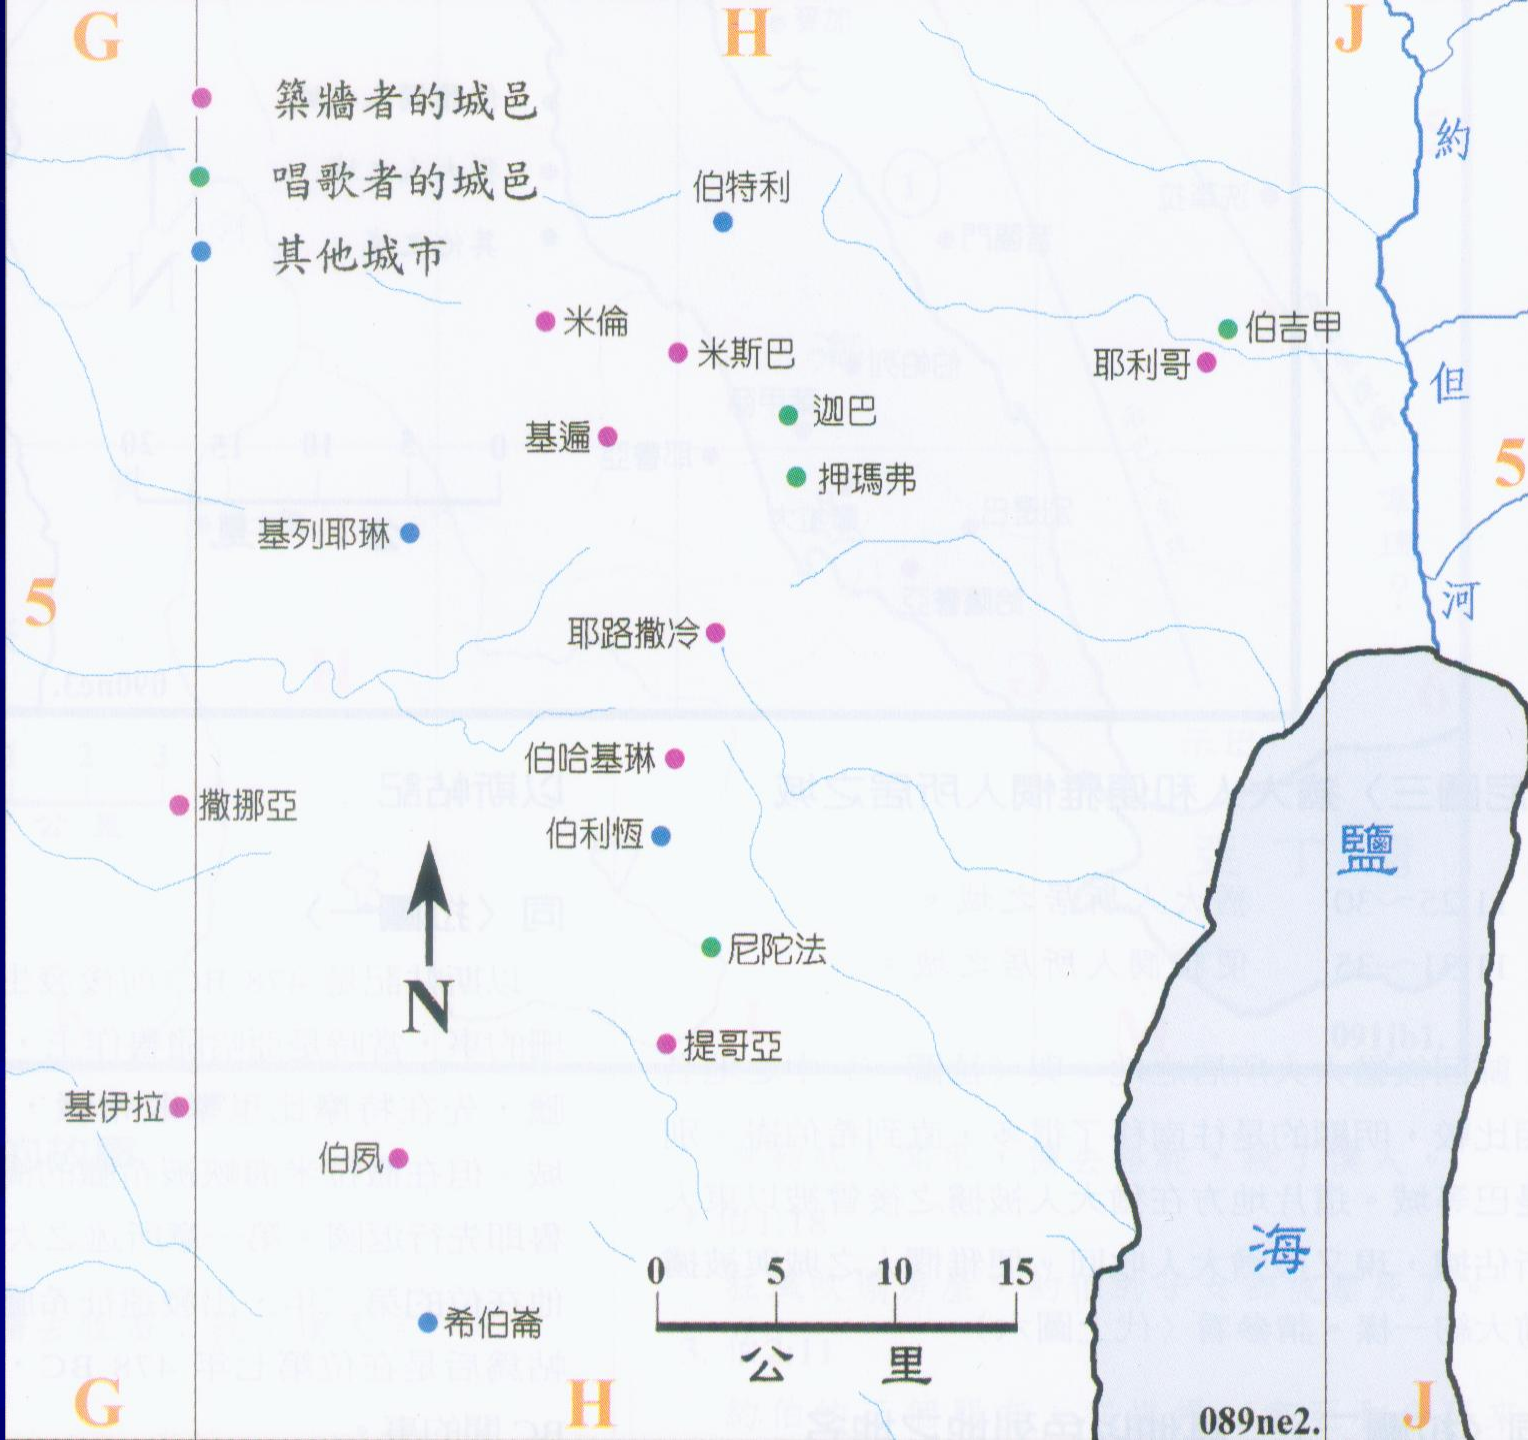 G
H
J
築牆者的城邑
約
唱歌者的城邑
伯特利
其他城市
米倫
伯吉甲
米斯巴
耶利哥
但
迦巴
基遍
5
押瑪弗
基列耶琳
河
5
耶路撒冷
伯哈基琳
撒挪亞
伯利恆
鹽
尼陀法
N
提哥亞
基伊拉
伯夙
海
0 5 10 15
希伯崙
公里
G
H
J
089ne2.